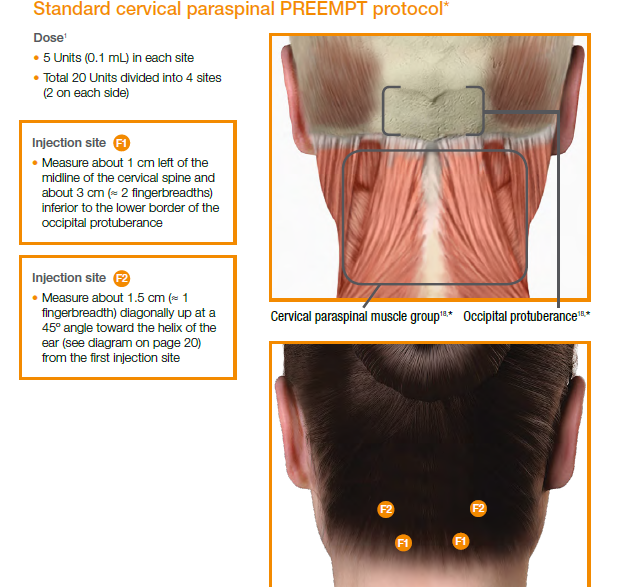 Standard cervical paraspinal PREEMPT protocol*
Dose¹
• 5 Units (0.1 mL) in each site
• Total 20 Units divided into 4 sites
(2 on each side)
Injection site F1
• Measure about 1 cm left of the
midline of the cervical spine and
about 3 cm (≈ 2 fingerbreadths)
inferior to the lower border of the
occipital protuberance
Injection site F2
• Measure about 1.5 cm (≈ 1
fingerbreadth) diagonally up at a
45º angle toward the helix of the
ear (see diagram on page 20)
from the first injection site
Cervical paraspinal muscle group¹⁸,* Occipital protuberance¹⁸,*
F2 F2
F1 F1